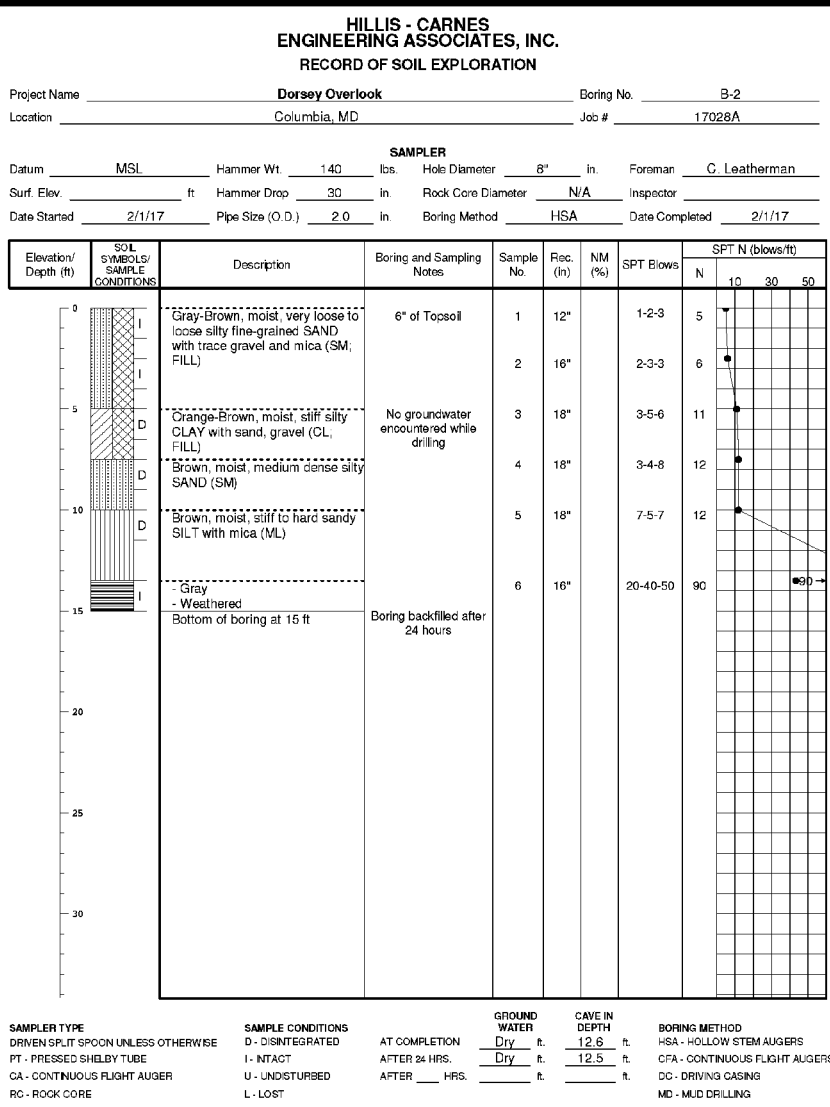 HILLIS - CARNES
ENGINEERING ASSOCIATES, INC.
RECORD OF SOIL EXPLORATION
Project Name Dorsey Overlook Boring No. B-2
Location Columbia, MD Job # 17028A
SAMPLER
Datum MSL Hammer Wt. 140 lbs. Hole Diameter 8" in. Foreman C. Leatherman
Surf. Elev. ft Hammer Drop 30 in. Rock Core Diameter N/A Inspector
Date Started 2/1/17 Pipe Size (O.D.) 2.0 in. Boring Method HSA Date Completed 2/1/17
Elevation/
Depth (ft)
SOIL
SYMBOLS/
SAMPLE
CONDITIONS
Description
Boring and Sampling
Notes
Sample
No.
Rec.
(in)
NM
(%)
SPT Blows
SPT N (blows/ft)
N
10 30 50
0
I
Gray-Brown, moist, very loose to
loose silty fine-grained SAND
with trace gravel and mica (SM;
FILL)
6" of Topsoil
1 12" 1-2-3 5
I
2 16" 2-3-3 6
5
D
Orange-Brown, moist, stiff silty
CLAY with sand, gravel (CL;
FILL)
No groundwater
encountered while
drilling
3 18" 3-5-6 11
D
Brown, moist, medium dense silty
SAND (SM)
4 18" 3-4-8 12
10
D
Brown, moist, stiff to hard sandy
SILT with mica (ML)
5 18" 7-5-7 12
I
- Gray
- Weathered
6 16" 20-40-50 90
90
15
Bottom of boring at 15 ft
Boring backfilled after
24 hours
20
25
30
GROUND
WATER
CAVE IN
DEPTH
SAMPLER TYPE SAMPLE CONDITIONS BORING METHOD
DRIVEN SPLIT SPOON UNLESS OTHERWISE D - DISINTEGRATED AT COMPLETION Dry ft. 12.6 ft. HSA - HOLLOW STEM AUGERS
PT - PRESSED SHELBY TUBE I - INTACT AFTER 24 HRS. Dry ft. 12.5 ft. CFA - CONTINUOUS FLIGHT AUGERS
CA - CONTINUOUS FLIGHT AUGER U - UNDISTURBED AFTER HRS. ft. ft. DC - DRIVING CASING
RC - ROCK CORE L - LOST MD - MUD DRILLING